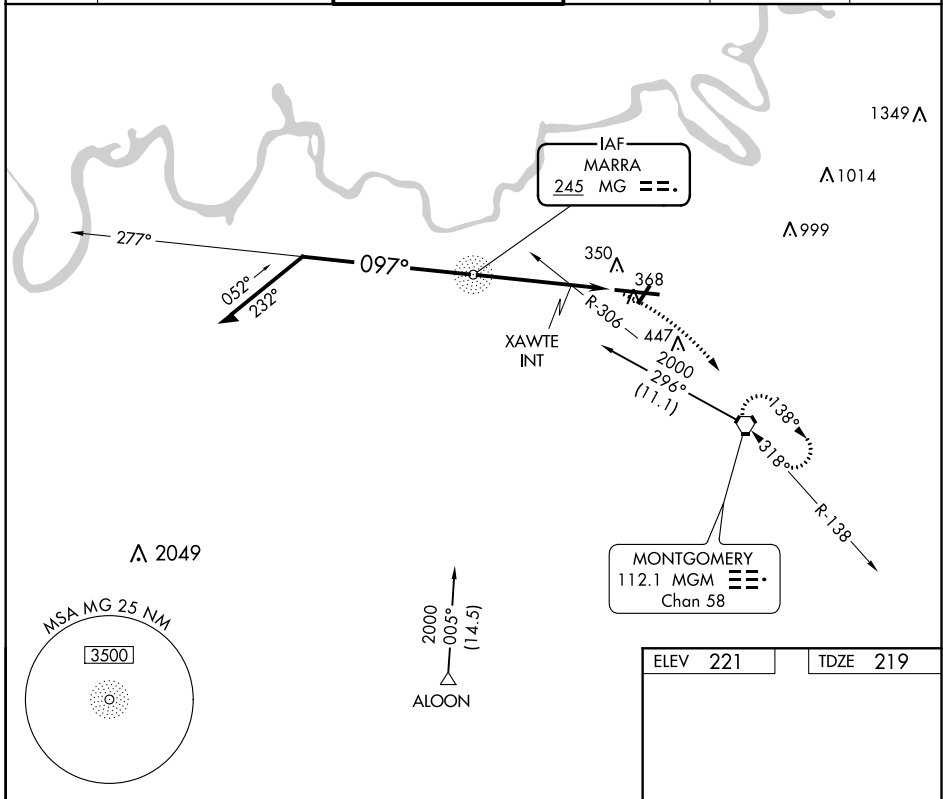 1349
1014
999
IAF
MARRA
245 MG
277°
097°
350
368
052°
232°
R-306
447
XAWTE
INT
2000
296°
(11.1)
138°
318°
R-138
2049
MONTGOMERY
112.1 MGM
Chan 58
MSA MG 25 NM
3500
2000
005°
(14.5)
ALOON
ELEV 221
TDZE 219